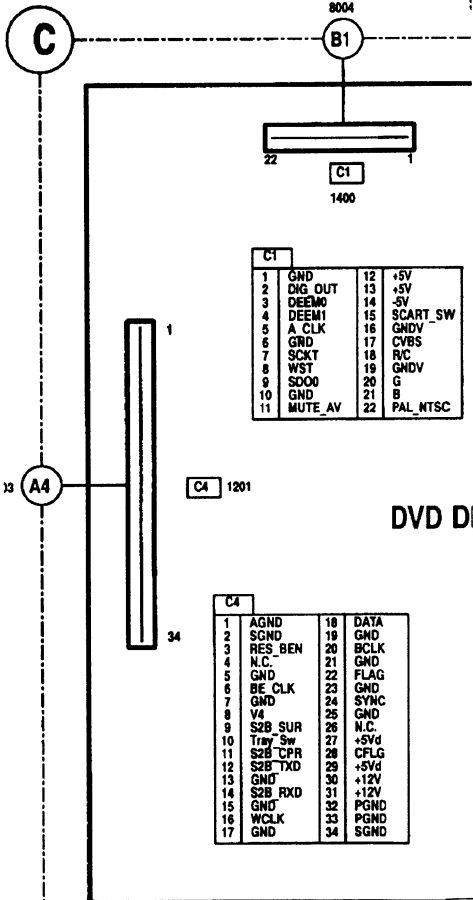 8004
C
B1
22 1
C1
1400
C1
1 GND 12 +5V
2 DIG_OUT 13 +5V
3 DEEM0 14 -5V
4 DEEM1 15 SCART_SW
5 A_CLK 16 GNDV
6 GND 17 CVBS
7 SCKT 18 R/C
8 WST 19 GNDV
9 SDO0 20 G
10 GND 21 B
11 MUTE_AV 22 PAL_NTSC
1
A4
C4 1201
DVD
34
C4
1 AGND 18 DATA
2 SGND 19 GND
3 RES_BEN 20 BCLK
4 N.C. 21 GND
5 GND 22 FLAG
6 BE_CLK 23 GND
7 GND 24 SYNC
8 V4 25 GND
9 S2B_SUR 26 N.C.
10 Tray_Sw 27 +5Vd
11 S2B_CPR 28 CFLG
12 S2B_TXD 29 +5Vd
13 GND 30 +12V
14 S2B_RXD 31 +12V
15 GND 32 PGND
16 WCLK 33 PGND
17 GND 34 SGND